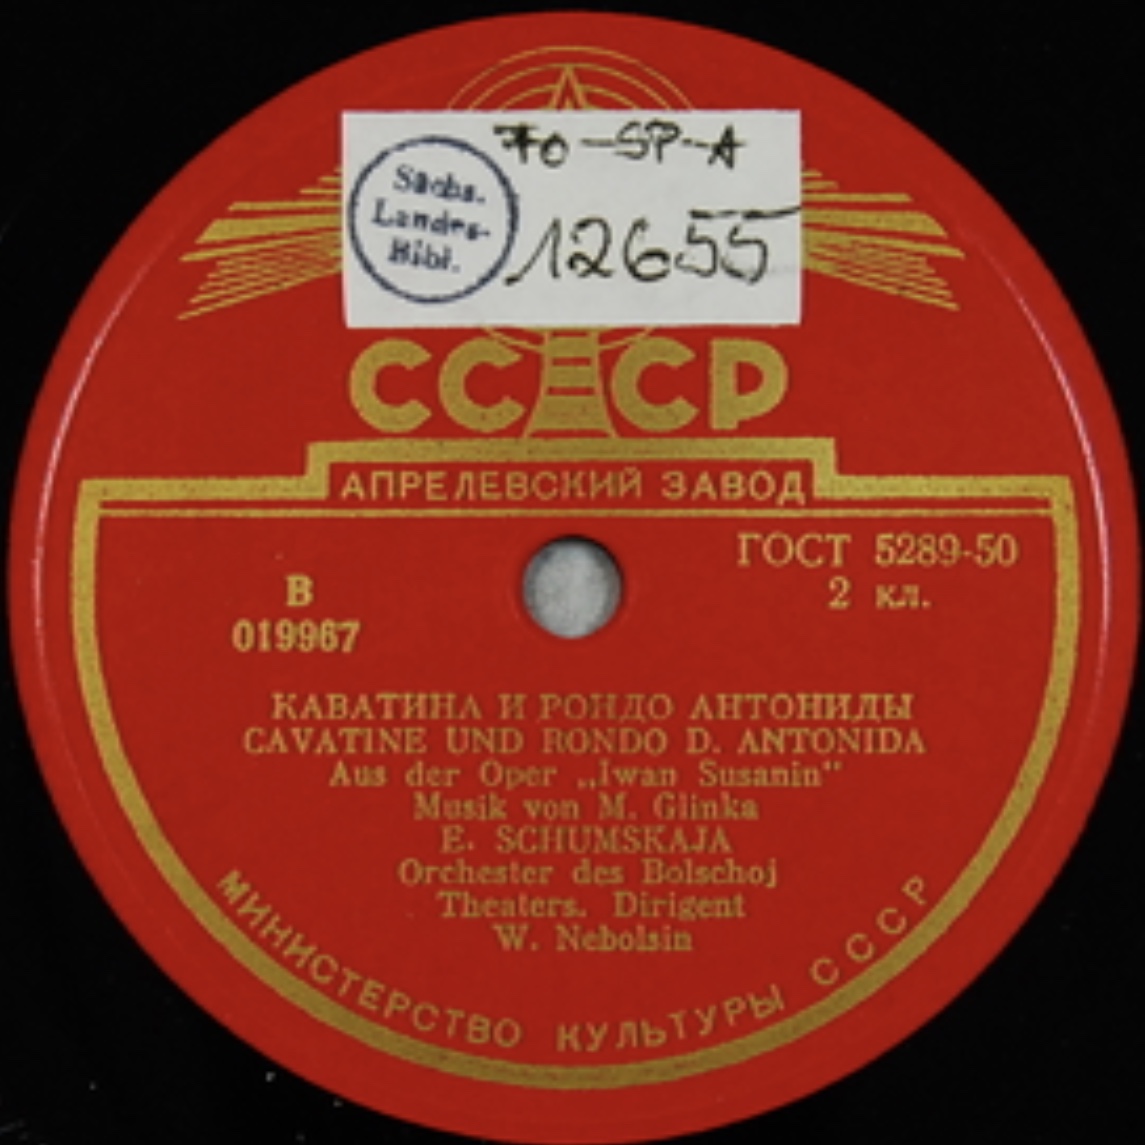 70-SP-A
Sächs.
Landes-
Bibl.
12655
СССР
АПРЕЛЕВСКИЙ ЗАВОД
ГОСТ 5289-50
2 кл.
В
019967
КАВАТИНА И РОНДО АНТОНИДЫ
CAVATINE UND RONDO D. ANTONIDA
Aus der Oper „Iwan Susanin“
Musik von M. Glinka
E. SCHUMSKAJA
Orchester des Bolschoj
Theaters. Dirigent
W. Nebolsin
МИНИСТЕРСТВО КУЛЬТУРЫ СССР